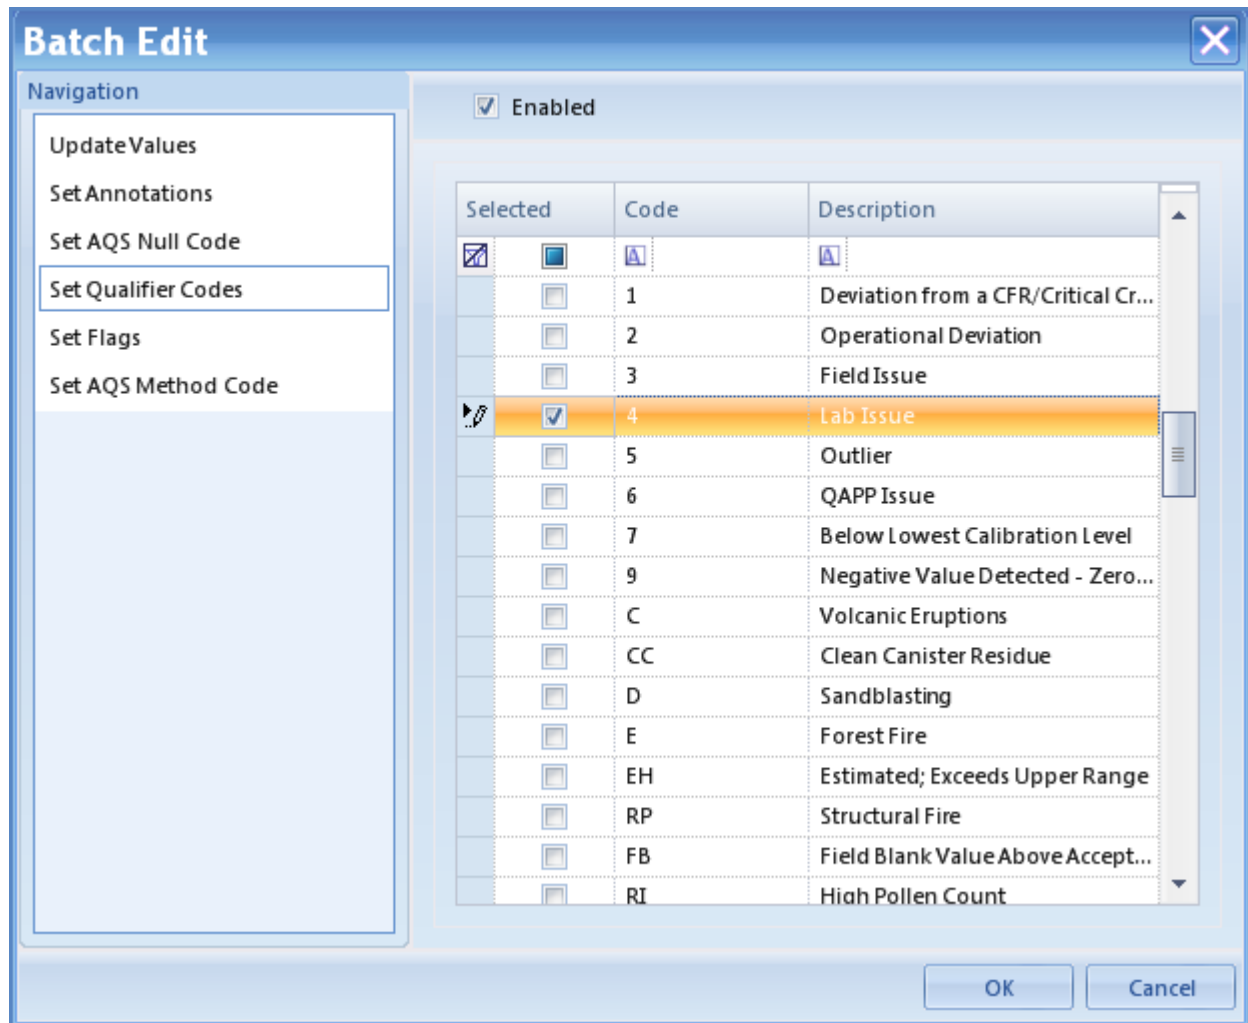 Batch Edit
Navigation
Update Values
Set Annotations
Set AQS Null Code
Set Qualifier Codes
Set Flags
Set AQS Method Code
Enabled
Selected Code Description
1 Deviation from a CFR/Critical Cr...
2 Operational Deviation
3 Field Issue
4 Lab Issue
5 Outlier
6 QAPP Issue
7 Below Lowest Calibration Level
9 Negative Value Detected - Zero...
C Volcanic Eruptions
CC Clean Canister Residue
D Sandblasting
E Forest Fire
EH Estimated; Exceeds Upper Range
RP Structural Fire
FB Field Blank Value Above Accept...
RI High Pollen Count
OK Cancel